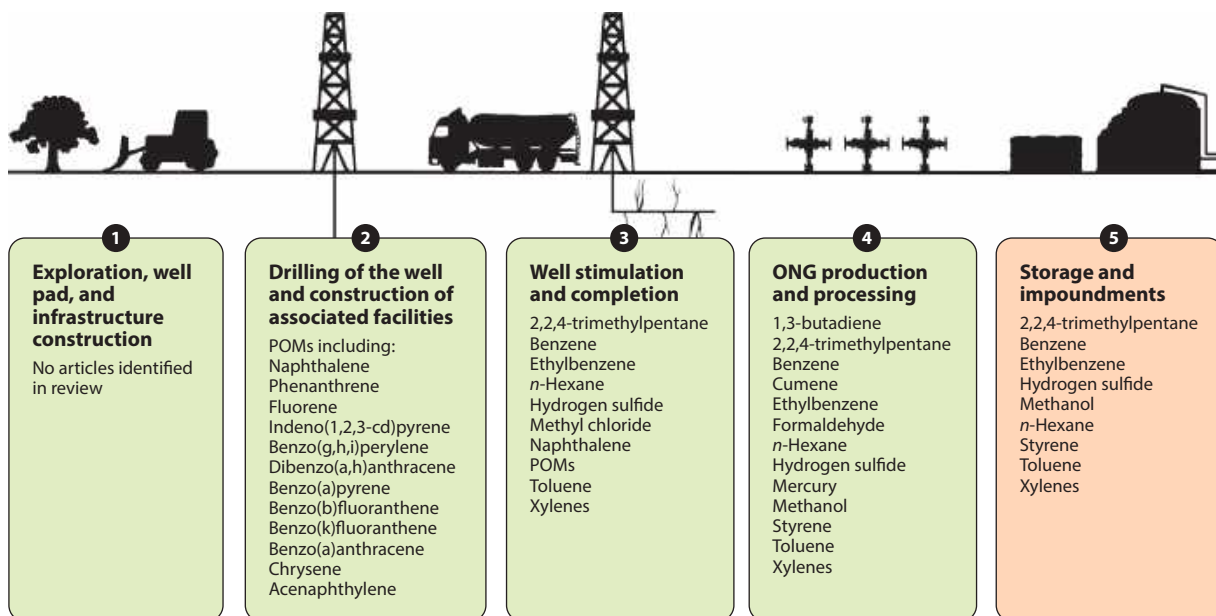 1
Exploration, well
pad, and
infrastructure
construction
No articles identified
in review
2
Drilling of the well
and construction of
associated facilities
POMs including:
Naphthalene
Phenanthrene
Fluorene
Indeno(1,2,3-cd)pyrene
Benzo(g,h,i)perylene
Dibenzo(a,h)anthracene
Benzo(a)pyrene
Benzo(b)fluoranthene
Benzo(k)fluoranthene
Benzo(a)anthracene
Chrysene
Acenaphthylene
3
Well stimulation
and completion
2,2,4-trimethylpentane
Benzene
Ethylbenzene
n-Hexane
Hydrogen sulfide
Methyl chloride
Naphthalene
POMs
Toluene
Xylenes
4
ONG production
and processing
1,3-butadiene
2,2,4-trimethylpentane
Benzene
Cumene
Ethylbenzene
Formaldehyde
n-Hexane
Hydrogen sulfide
Mercury
Methanol
Styrene
Toluene
Xylenes
5
Storage and
impoundments
2,2,4-trimethylpentane
Benzene
Ethylbenzene
Hydrogen sulfide
Methanol
n-Hexane
Styrene
Toluene
Xylenes